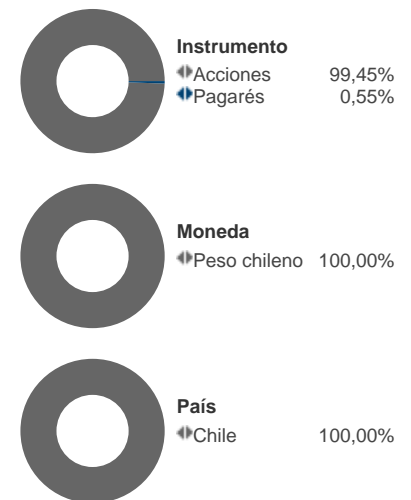 Instrumento
Acciones 99,45%
Pagarés 0,55%
Moneda
Peso chileno 100,00%
País
Chile 100,00%